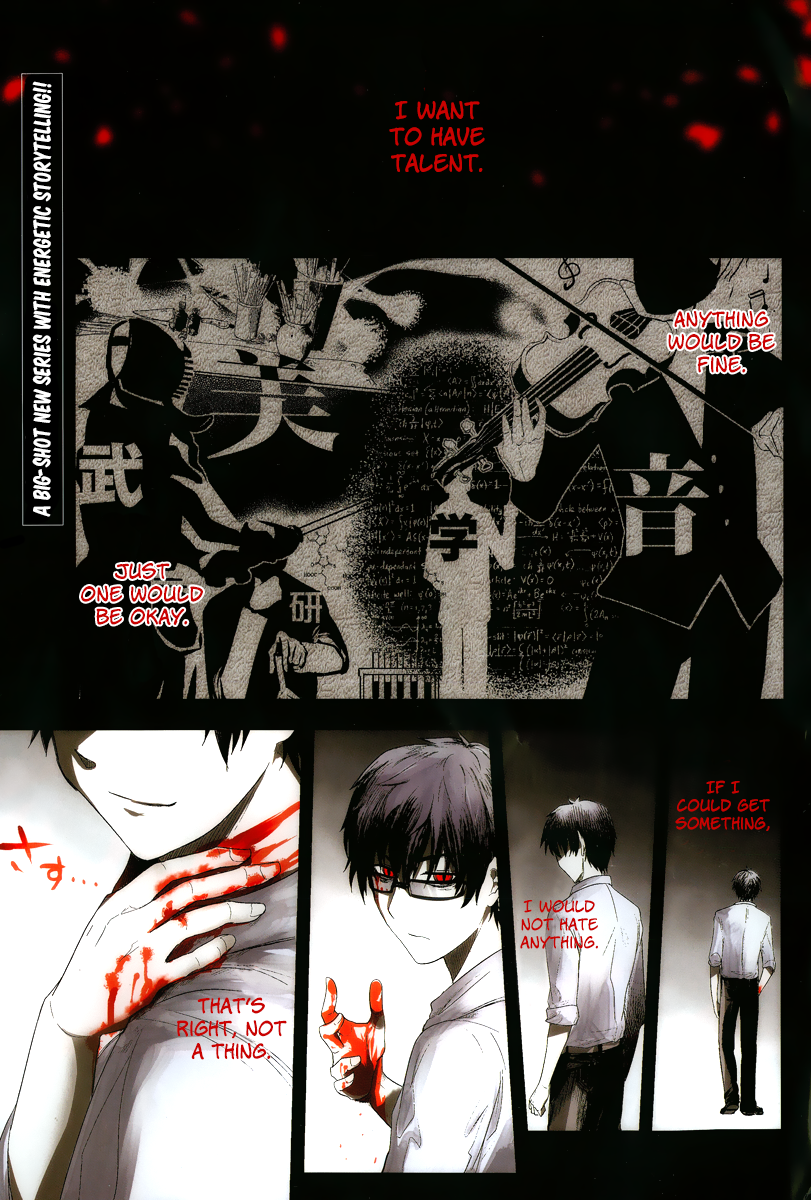 A BIG-SHOT NEW SERIES WITH ENERGETIC STORYTELLING!!
I WANT
TO HAVE
TALENT.
ANYTHING
WOULD BE
FINE.
美
武
音
学
研
JUST
ONE WOULD
BE OKAY.
IF I
COULD GET
SOMETHING,
I WOULD
NOT HATE
ANYTHING.
THAT'S
RIGHT, NOT
A THING.
さす…